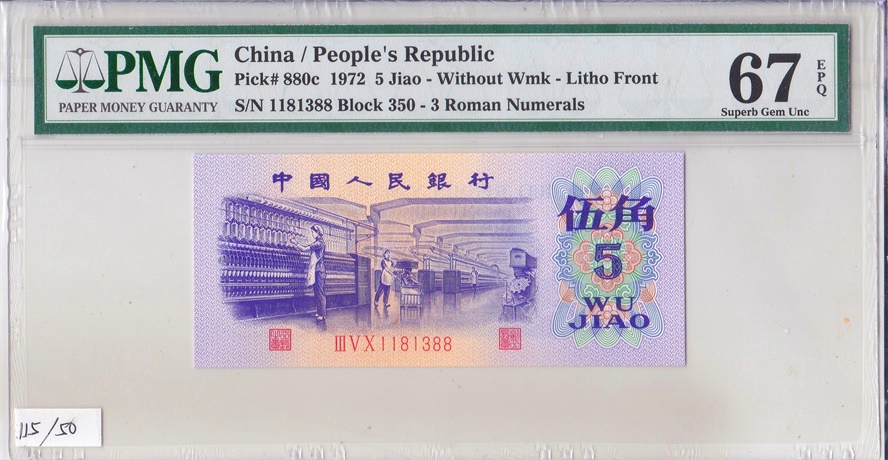 PMG
PAPER MONEY GUARANTY
China / People's Republic
Pick# 880c 1972 5 Jiao - Without Wmk - Litho Front
S/N 1181388 Block 350 - 3 Roman Numerals
67
EPQ
Superb Gem Unc
中國人民銀行
伍角
5
WU
JIAO
ⅢⅤⅩ1181388
115/50